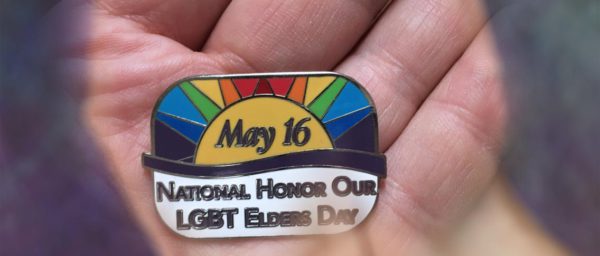 May 16
National Honor Our
LGBT Elders Day